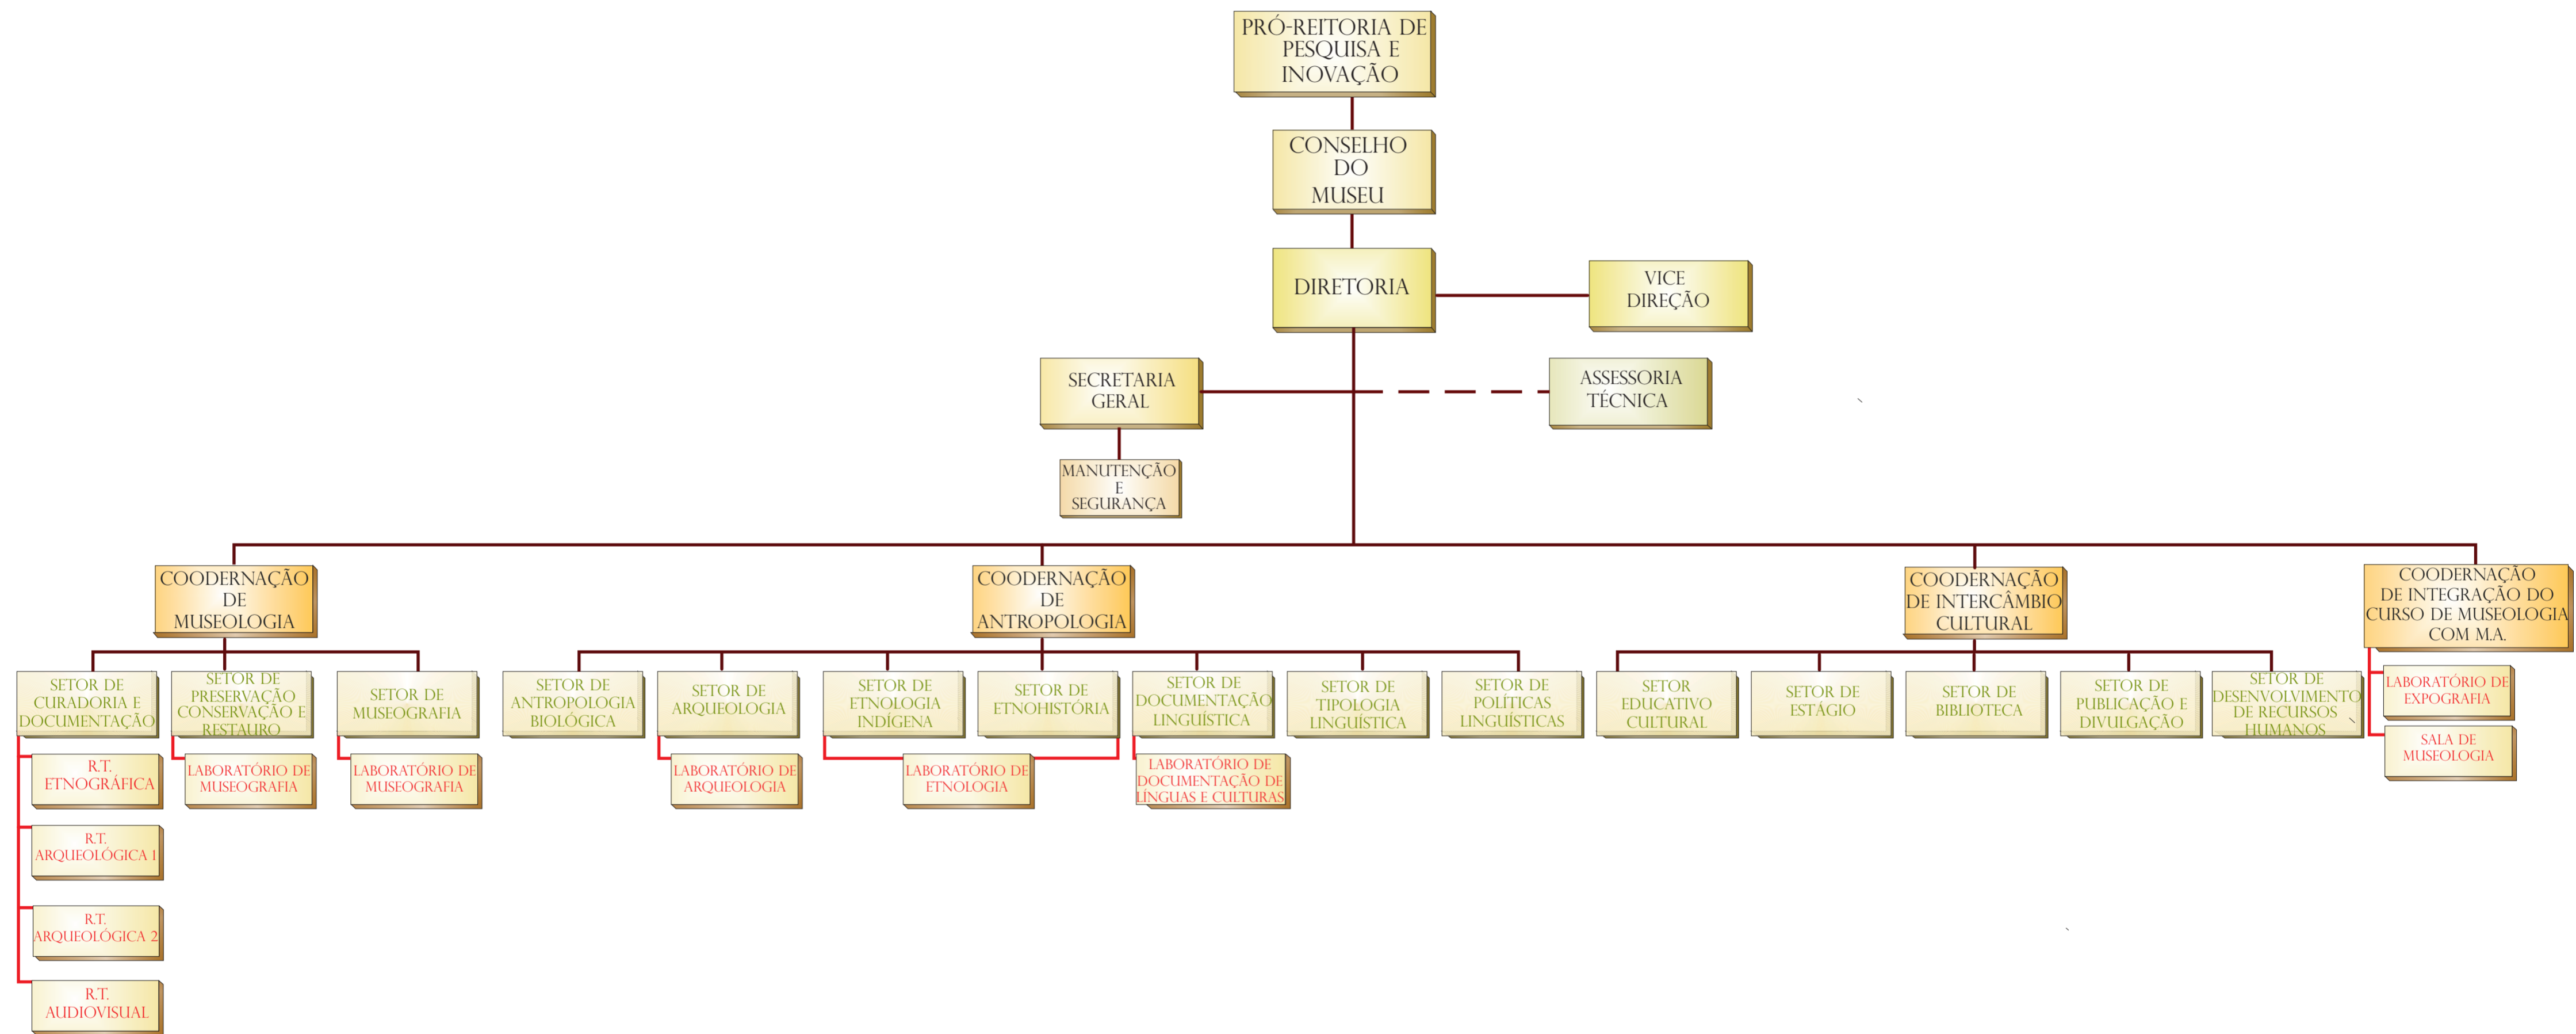 PRÓ-REITORIA DE
PESQUISA E
INOVAÇÃO
CONSELHO
DO
MUSEU
DIRETORIA
VICE
DIREÇÃO
SECRETARIA
GERAL
ASSESSORIA
TÉCNICA
MANUTENÇÃO
E
SEGURANÇA
COODERNAÇÃO
DE
MUSEOLOGIA
COODERNAÇÃO
DE
ANTROPOLOGIA
COODERNAÇÃO
DE INTERCÂMBIO
CULTURAL
COODERNAÇÃO
DE INTEGRAÇÃO DO
CURSO DE MUSEOLOGIA
COM M.A.
SETOR DE
CURADORIA E
DOCUMENTAÇÃO
SETOR DE
PRESERVAÇÃO
CONSERVAÇÃO E
RESTAURO
SETOR DE
MUSEOGRAFIA
SETOR DE
ANTROPOLOGIA
BIOLÓGICA
SETOR DE
ARQUEOLOGIA
SETOR DE
ETNOLOGIA
INDÍGENA
SETOR DE
ETNOHISTÓRIA
SETOR DE
DOCUMENTAÇÃO
LINGUÍSTICA
SETOR DE
TIPOLOGIA
LINGUÍSTICA
SETOR DE
POLÍTICAS
LINGUÍSTICAS
SETOR
EDUCATIVO
CULTURAL
SETOR DE
ESTÁGIO
SETOR DE
BIBLIOTECA
SETOR DE
PUBLICAÇÃO E
DIVULGAÇÃO
SETOR DE
DESENVOLVIMENTO
DE RECURSOS
HUMANOS
LABORATÓRIO DE
EXPOGRAFIA
SALA DE
MUSEOLOGIA
R.T.
ETNOGRÁFICA
LABORATÓRIO DE
MUSEOGRAFIA
LABORATÓRIO DE
MUSEOGRAFIA
LABORATÓRIO DE
ARQUEOLOGIA
LABORATÓRIO DE
ETNOLOGIA
LABORATÓRIO DE
DOCUMENTAÇÃO DE
LÍNGUAS E CULTURAS
R.T.
ARQUEOLÓGICA 1
R.T.
ARQUEOLÓGICA 2
R.T.
AUDIOVISUAL